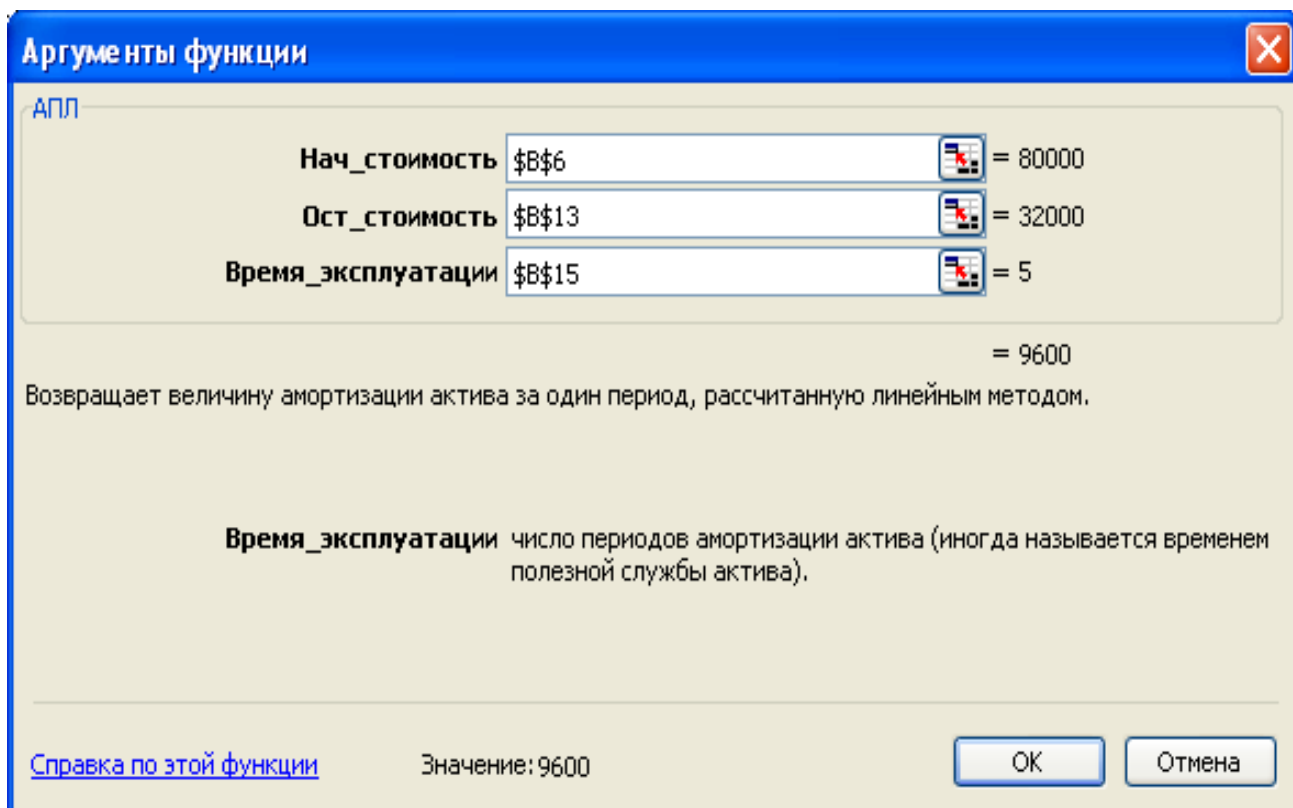 Аргументы функции
АПЛ
Нач_стоимость $B$6 = 80000
Ост_стоимость $B$13 = 32000
Время_эксплуатации $B$15 = 5
= 9600
Возвращает величину амортизации актива за один период, рассчитанную линейным методом.
Время_эксплуатации число периодов амортизации актива (иногда называется временем
полезной службы актива).
Справка по этой функции Значение: 9600 ОК Отмена